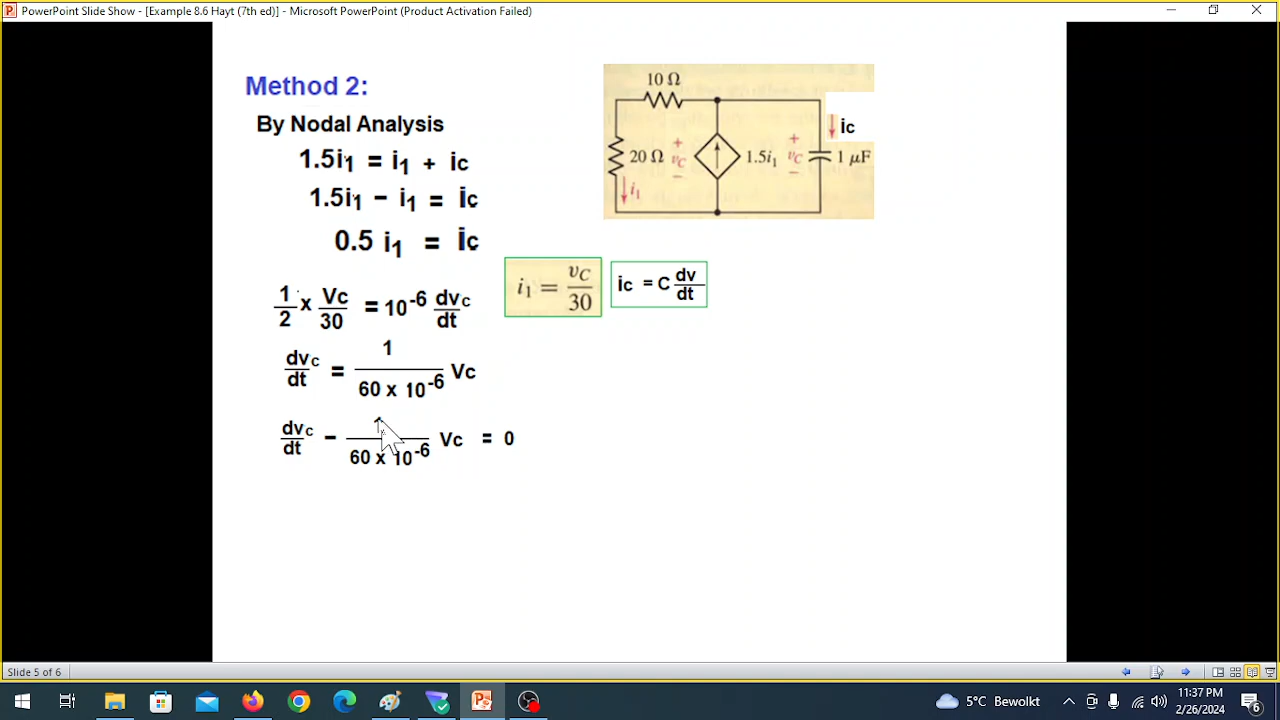 PowerPoint Slide Show - [Example 8.6 Hayt (7th ed)] - Microsoft PowerPoint (Product Activation Failed)
Method 2:
By Nodal Analysis
1.5i₁ = i₁ + ic
1.5i₁ − i₁ = ic
0.5 i₁ = ic
1/2 x Vc/30 = 10⁻⁶ dvc/dt
dvc/dt = 1/(60 x 10⁻⁶) Vc
dvc/dt − 1/(60 x 10⁻⁶) Vc = 0
10 Ω
20 Ω
+
vC
−
i₁
1.5i₁
+
vC
−
1 μF
ic
i₁ = vC/30
ic = C dv/dt
Slide 5 of 6
5°C Bewolkt
11:37 PM
2/26/2024
6